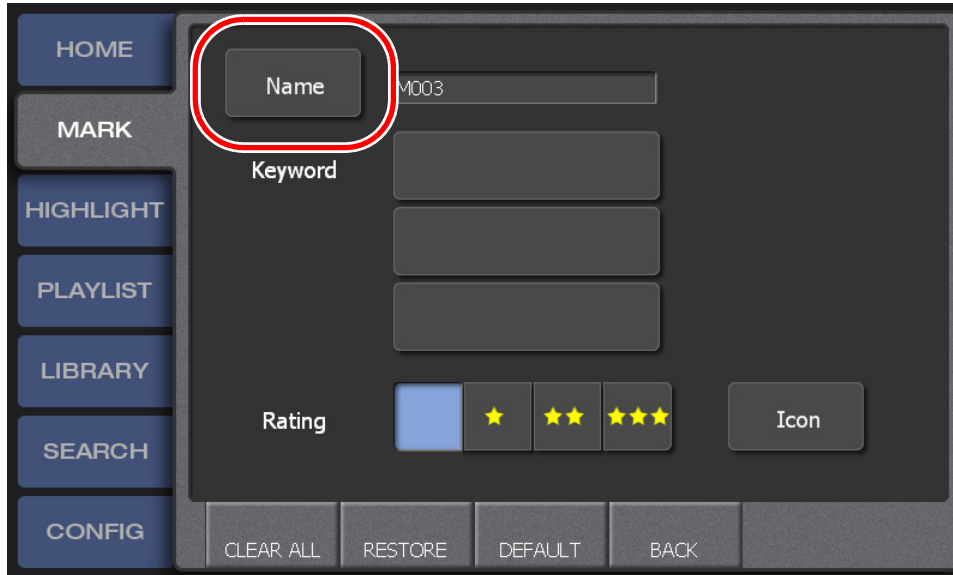 HOME
MARK
HIGHLIGHT
PLAYLIST
LIBRARY
SEARCH
CONFIG
Name
M003
Keyword
Rating
Icon
CLEAR ALL
RESTORE
DEFAULT
BACK